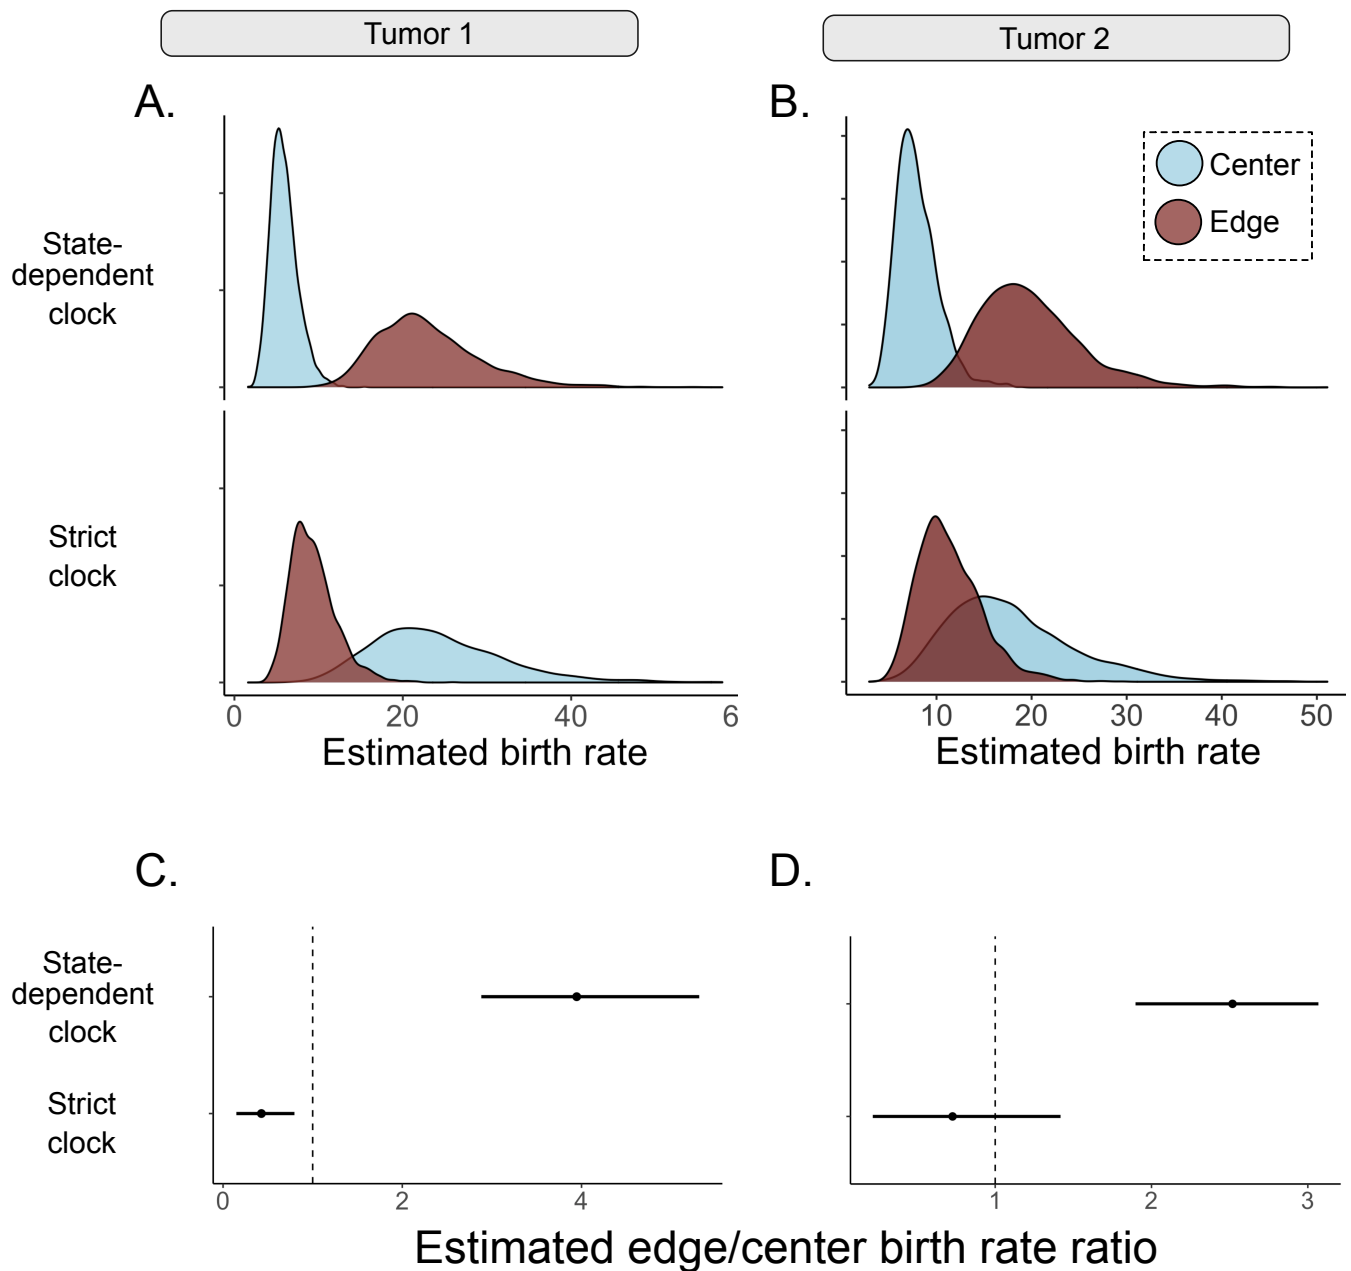 Tumor 1
Tumor 2
A.
B.
Center
Edge
State-
dependent
clock
Strict
clock
0
20
40
6
10
20
30
40
50
Estimated birth rate
Estimated birth rate
C.
D.
State-
dependent
clock
Strict
clock
0
2
4
1
2
3
Estimated edge/center birth rate ratio